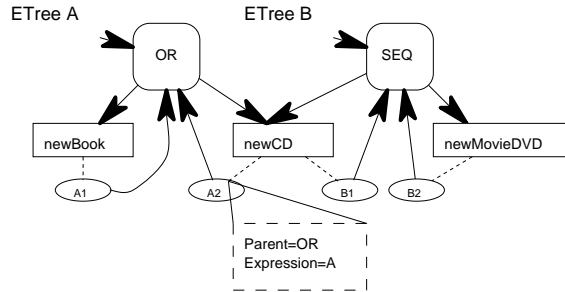 ETree A
ETree B
OR
SEQ
newBook
newCD
newMovieDVD
A1
A2
B1
B2
Parent=OR
Expression=A